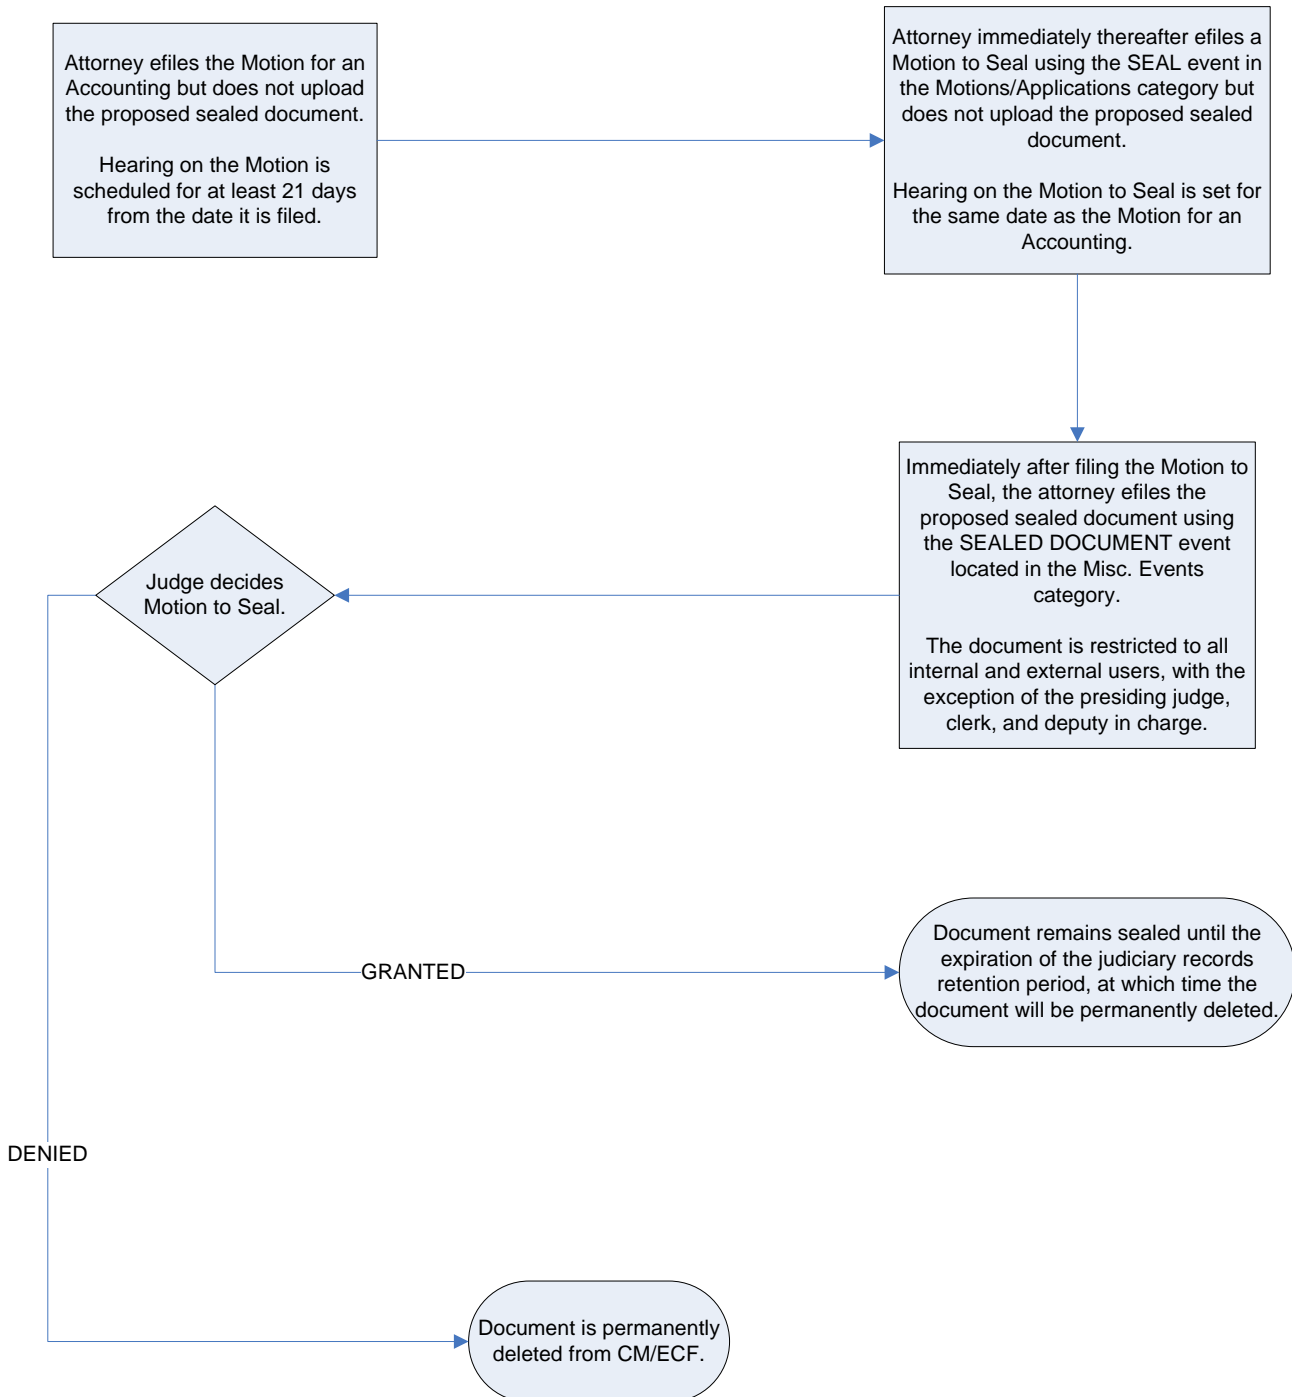 Attorney efiles the Motion for an
Accounting but does not upload
the proposed sealed document.
Hearing on the Motion is
scheduled for at least 21 days
from the date it is filed.
Attorney immediately thereafter efiles a
Motion to Seal using the SEAL event in
the Motions/Applications category but
does not upload the proposed sealed
document.
Hearing on the Motion to Seal is set for
the same date as the Motion for an
Accounting.
Immediately after filing the Motion to
Seal, the attorney efiles the
proposed sealed document using
the SEALED DOCUMENT event
located in the Misc. Events
category.
The document is restricted to all
internal and external users, with the
exception of the presiding judge,
clerk, and deputy in charge.
Judge decides
Motion to Seal.
GRANTED
Document remains sealed until the
expiration of the judiciary records
retention period, at which time the
document will be permanently deleted.
DENIED
Document is permanently
deleted from CM/ECF.